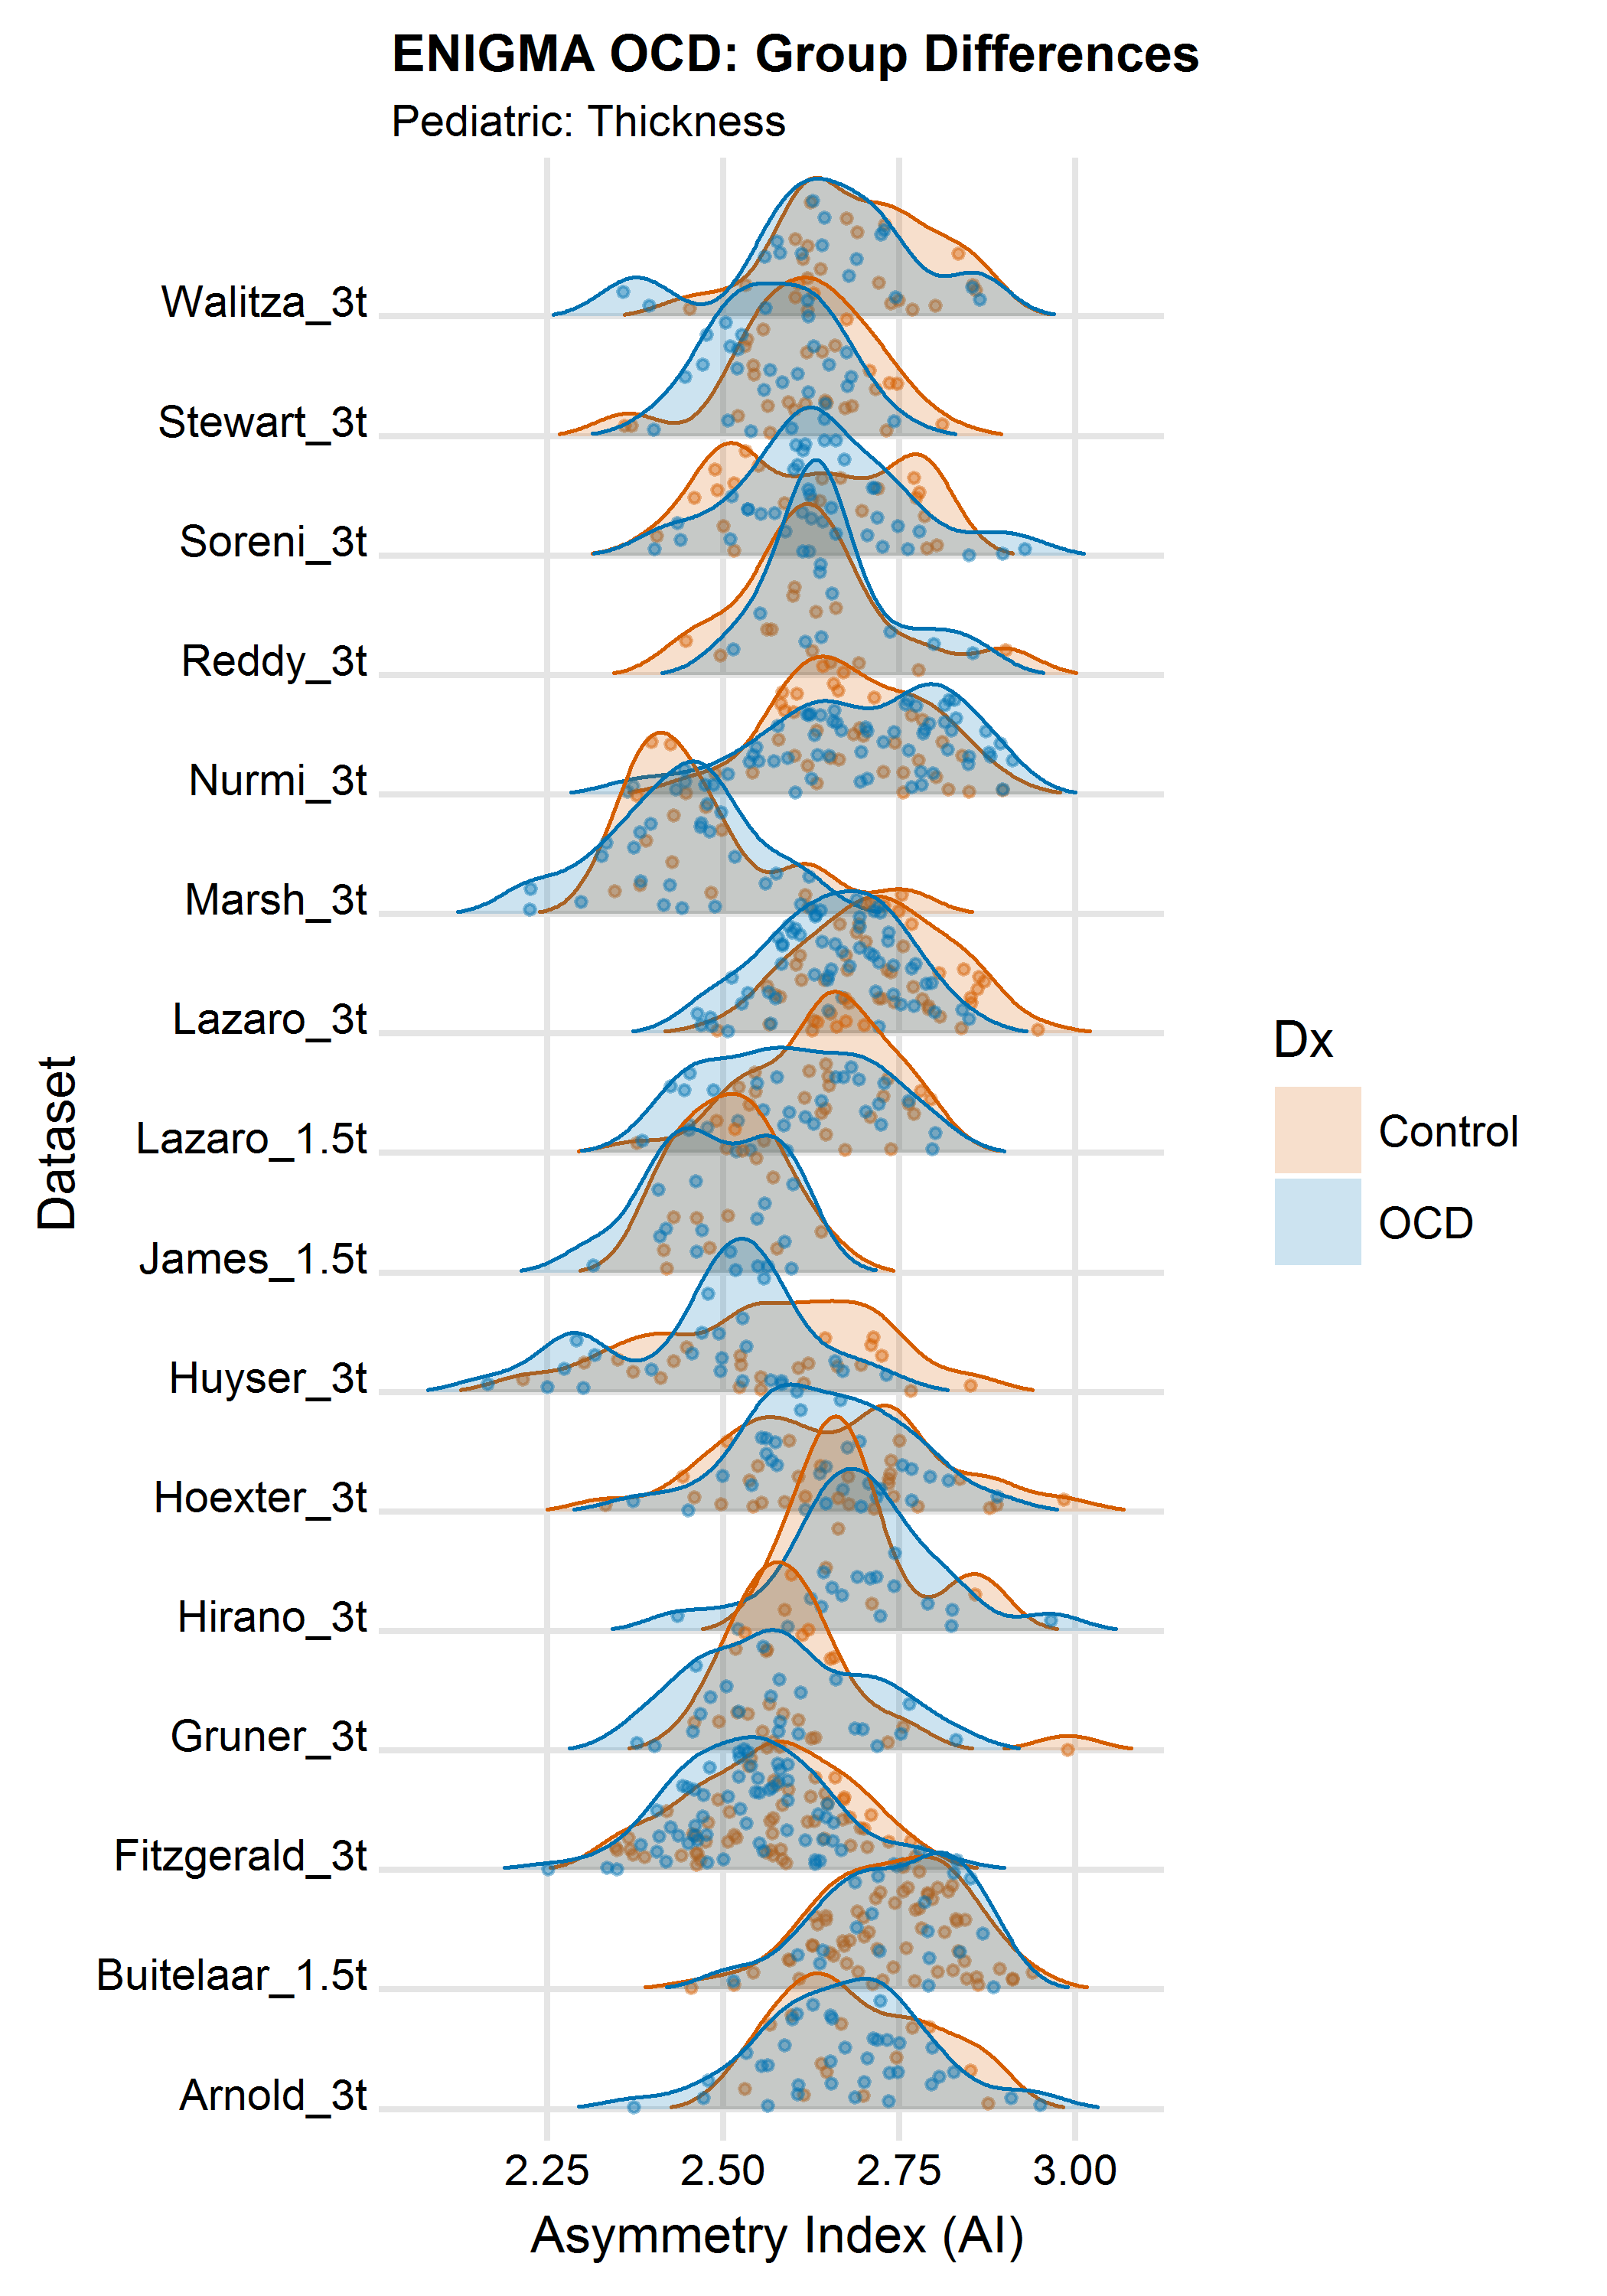 ENIGMA OCD: Group Differences
Pediatric: Thickness
Walitza_3t
Stewart_3t
Soreni_3t
Reddy_3t
Nurmi_3t
Marsh_3t
Lazaro_3t
Lazaro_1.5t
James_1.5t
Huyser_3t
Hoexter_3t
Hirano_3t
Gruner_3t
Fitzgerald_3t
Buitelaar_1.5t
Arnold_3t
Dataset
2.25 2.50 2.75 3.00
Asymmetry Index (AI)
Dx
Control
OCD